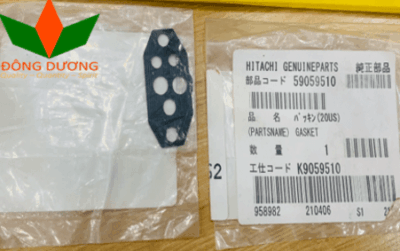 ĐÔNG DƯƠNG
HITACHI GENUINEPARTS 純正部品
部品コード 59059510
品 名 パッキン(20US)
(PARTSNAME) GASKET
数 量 1
工仕コード K9059510
S2
958982 210406 S1